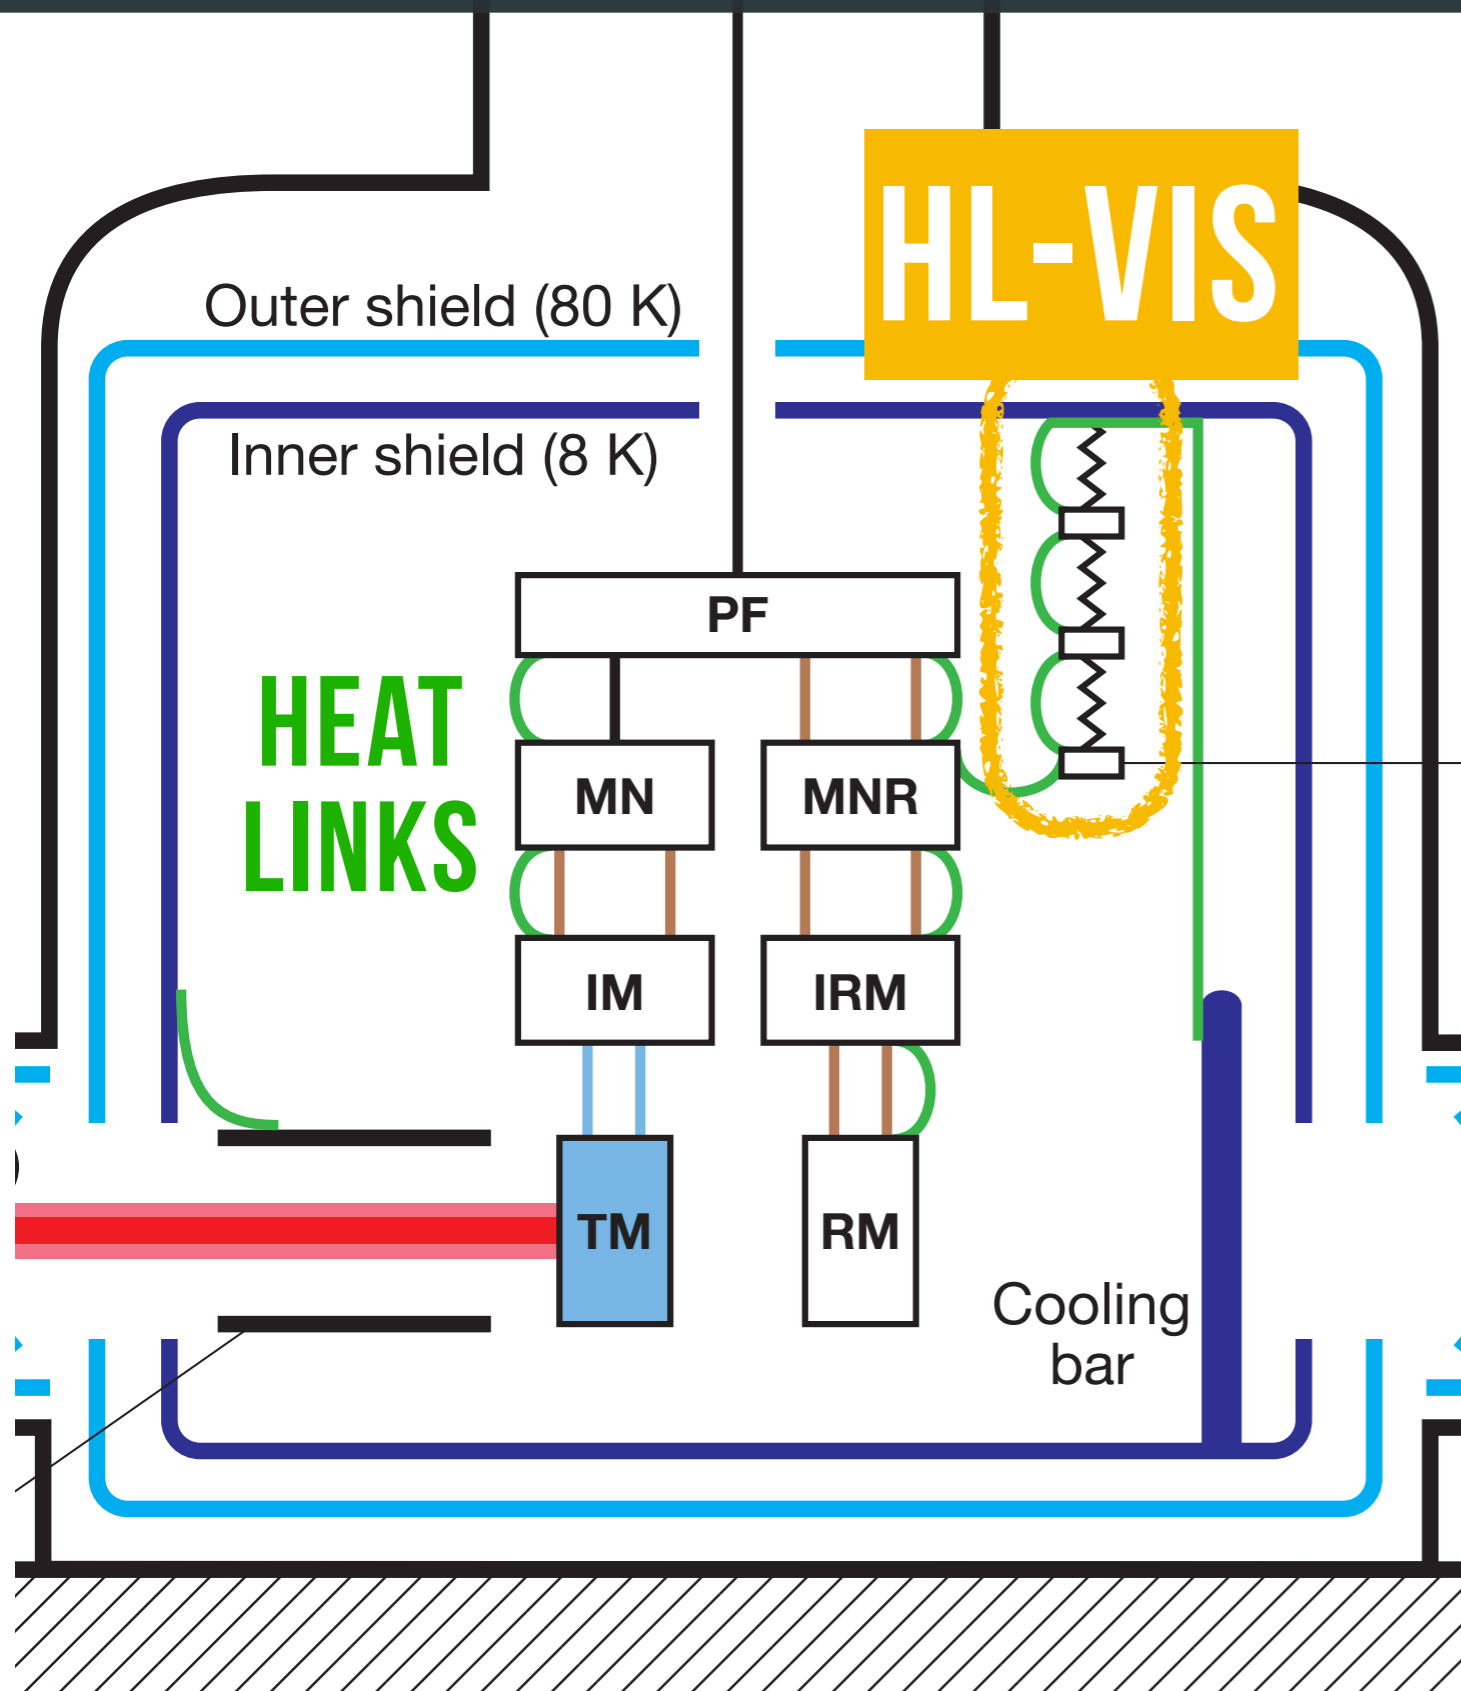 HL-VIS
Outer shield (80 K)
Inner shield (8 K)
PF
HEAT
LINKS
MN
MNR
IM
IRM
TM
RM
Cooling
bar